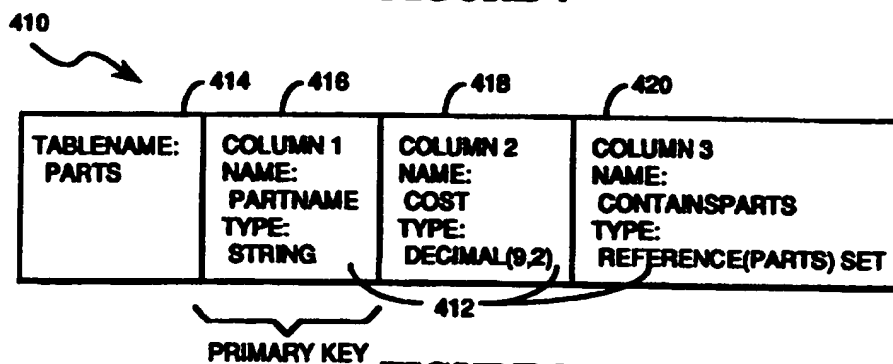 410
414
416
418
420
TABLENAME:
PARTS
COLUMN 1
NAME:
PARTNAME
TYPE:
STRING
COLUMN 2
NAME:
COST
TYPE:
DECIMAL(9,2)
COLUMN 3
NAME:
CONTAINSPARTS
TYPE:
REFERENCE(PARTS) SET
412
PRIMARY KEY